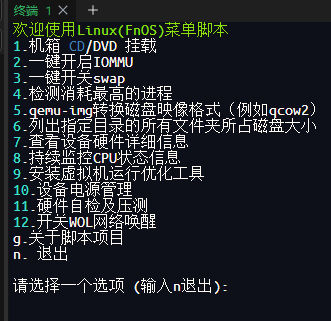 终端 1
欢迎使用Linux(FnOS)菜单脚本
1.机箱 CD/DVD 挂载
2.一键开启IOMMU
3.一键开关swap
4.检测消耗最高的进程
5.qemu-img转换磁盘映像格式（例如qcow2）
6.列出指定目录的所有文件夹所占磁盘大小
7.查看设备硬件详细信息
8.持续监控CPU状态信息
9.安装虚拟机运行优化工具
10.设备电源管理
11.硬件自检及压测
12.开关WOL网络唤醒
g.关于脚本项目
n. 退出
请选择一个选项 (输入n退出):